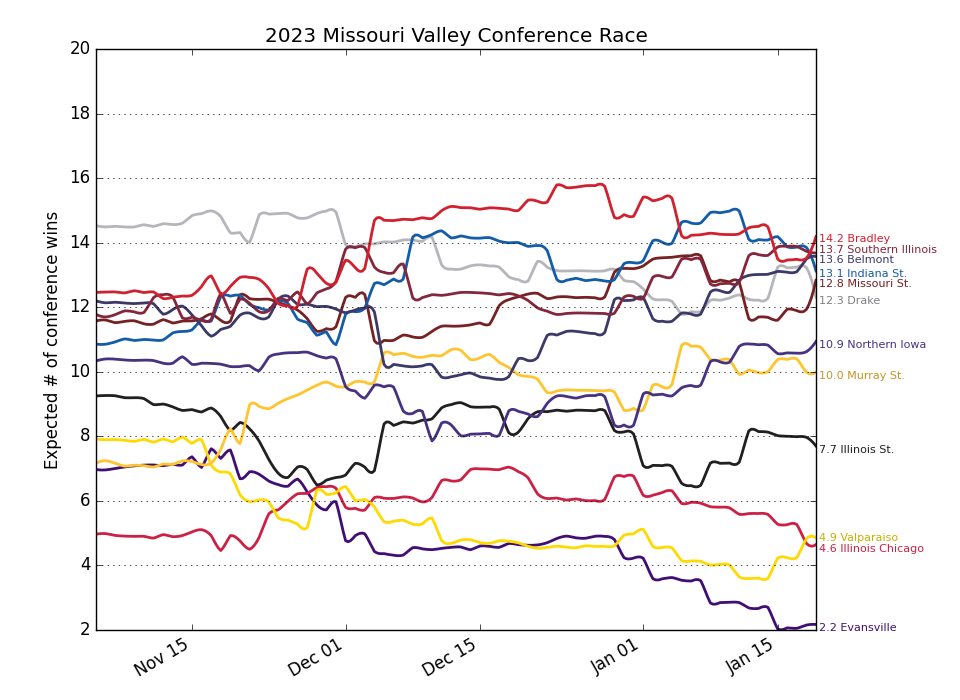 2023 Missouri Valley Conference Race
Expected # of conference wins
20
18
16
14
12
10
8
6
4
2
14.2 Bradley
13.7 Southern Illinois
13.6 Belmont
13.1 Indiana St.
12.8 Missouri St.
12.3 Drake
10.9 Northern Iowa
10.0 Murray St.
7.7 Illinois St.
4.9 Valparaiso
4.6 Illinois Chicago
2.2 Evansville
Nov 15
Dec 01
Dec 15
Jan 01
Jan 15